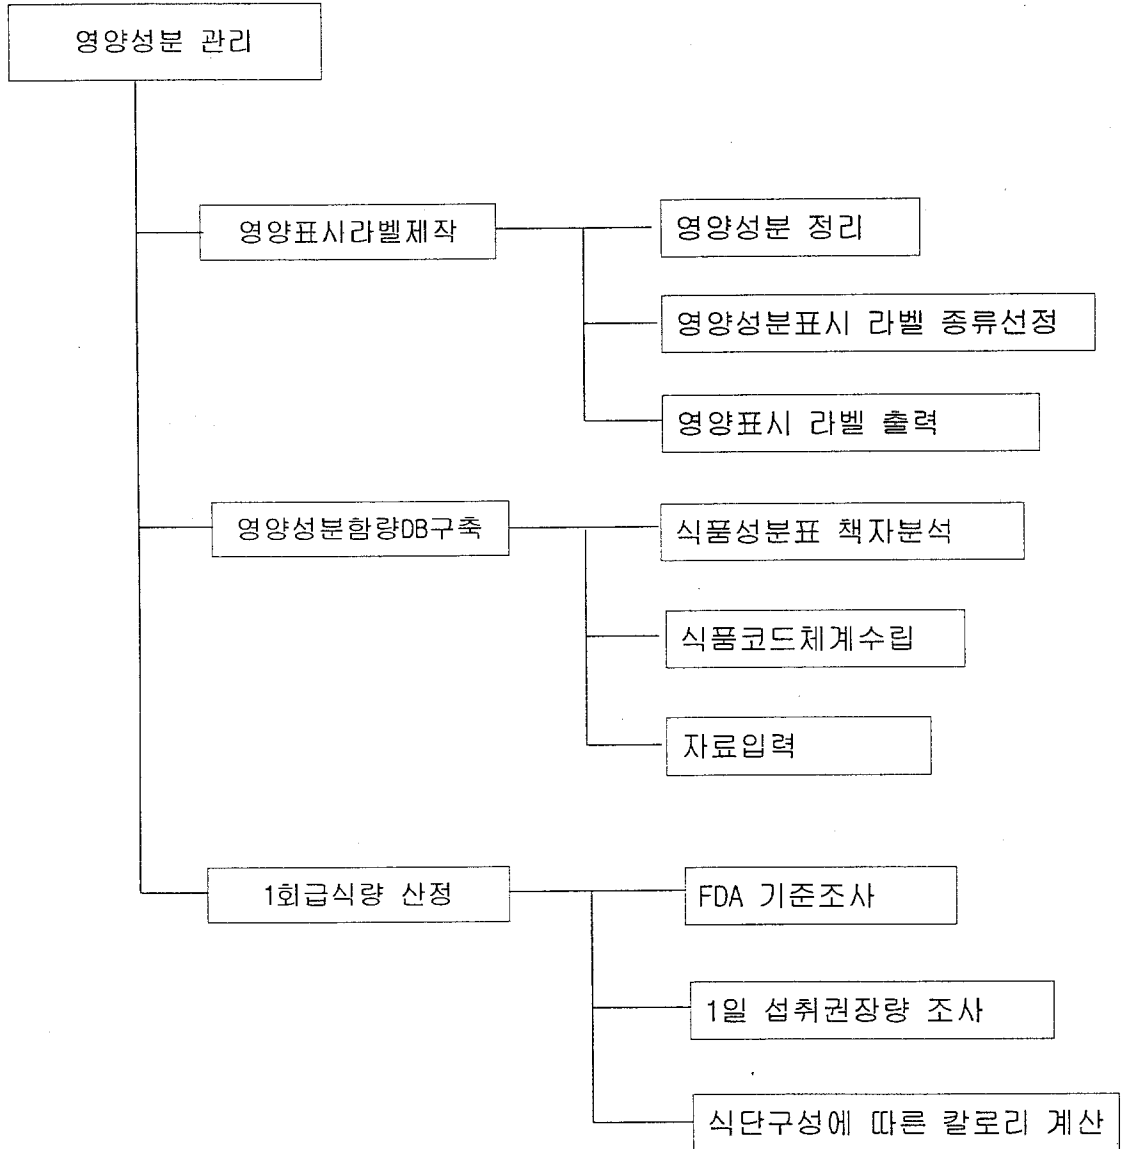 영양성분 관리
영양표시라벨제작
영양성분 정리
영양성분표시 라벨 종류선정
영양표시 라벨 출력
영양성분함량DB구축
식품성분표 책자분석
식품코드체계수립
자료입력
1회급식량 산정
FDA 기준조사
1일 섭취권장량 조사
식단구성에 따른 칼로리 계산